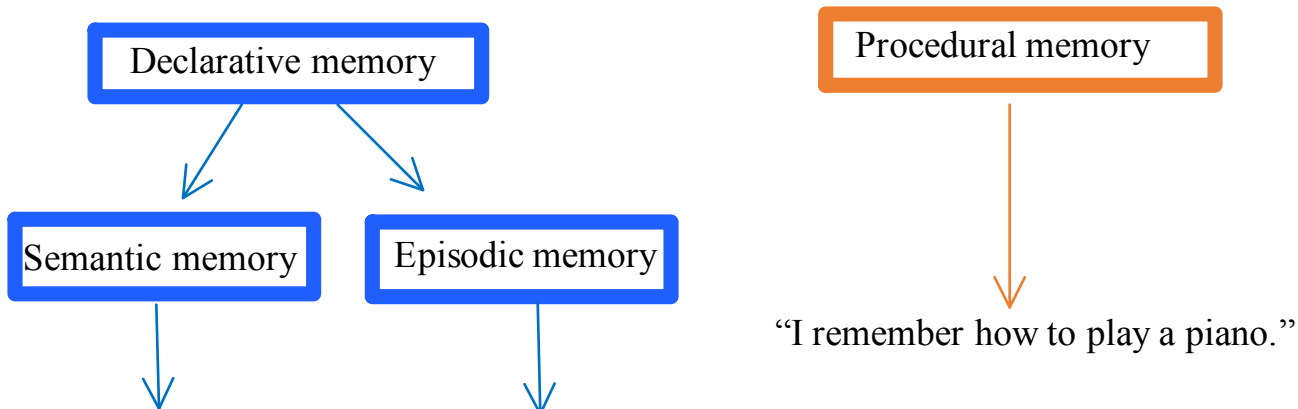 Declarative memory
Procedural memory
Semantic memory
Episodic memory
“I remember how to play a piano.”